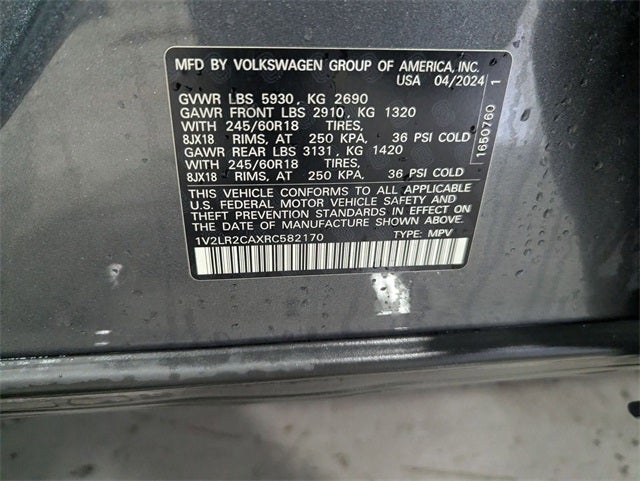 MFD BY VOLKSWAGEN GROUP OF AMERICA, INC.
USA 04/2024
GVWR LBS 5930, KG 2690
GAWR FRONT LBS 2910, KG 1320
WITH 245/60R18 TIRES,
8JX18 RIMS, AT 250 KPA, 36 PSI COLD
GAWR REAR LBS 3131, KG 1420
WITH 245/60R18 TIRES,
8JX18 RIMS, AT 250 KPA, 36 PSI COLD
THIS VEHICLE CONFORMS TO ALL APPLICABLE
U.S. FEDERAL MOTOR VEHICLE SAFETY AND
THEFT PREVENTION STANDARDS IN EFFECT ON
THE DATE OF MANUFACTURE SHOWN ABOVE.
1V2LR2CAXRC582170 TYPE: MPV
1650760 1